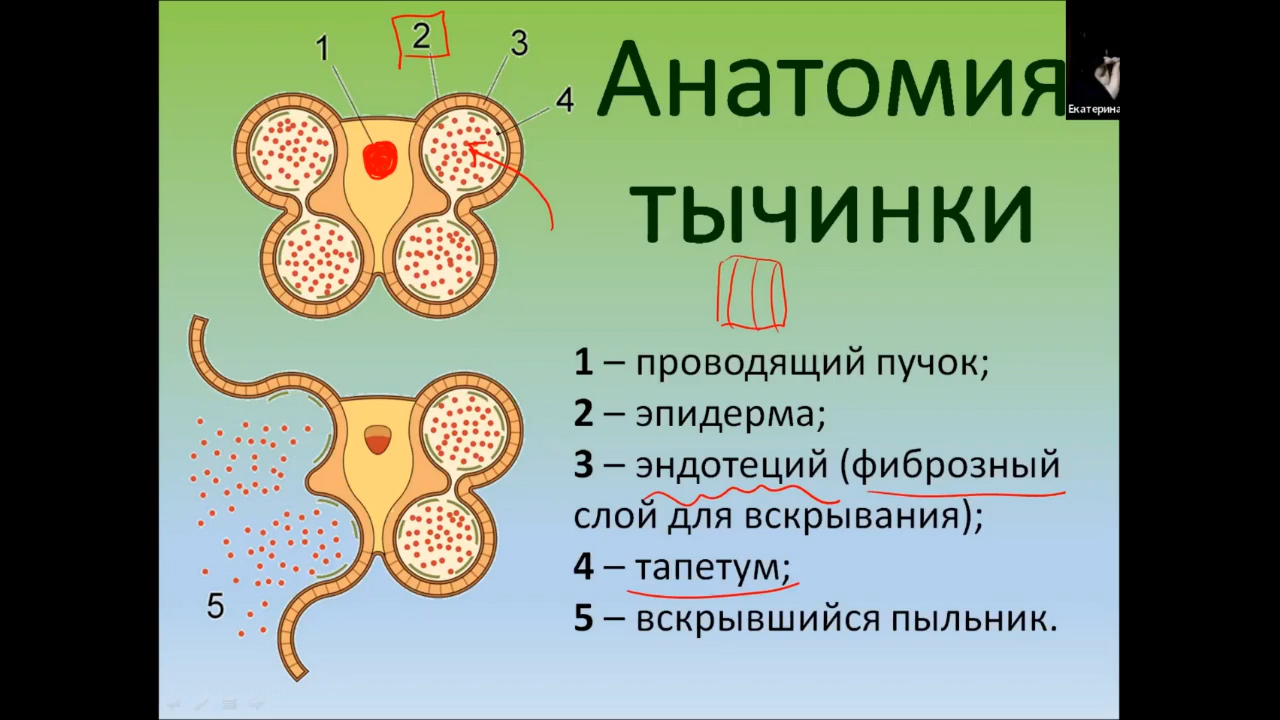 1
2
3
4
Анатомия
тычинки
Екатерина
1 – проводящий пучок;
2 – эпидерма;
3 – эндотеций (фиброзный
слой для вскрывания);
4 – тапетум;
5 – вскрывшийся пыльник.
5